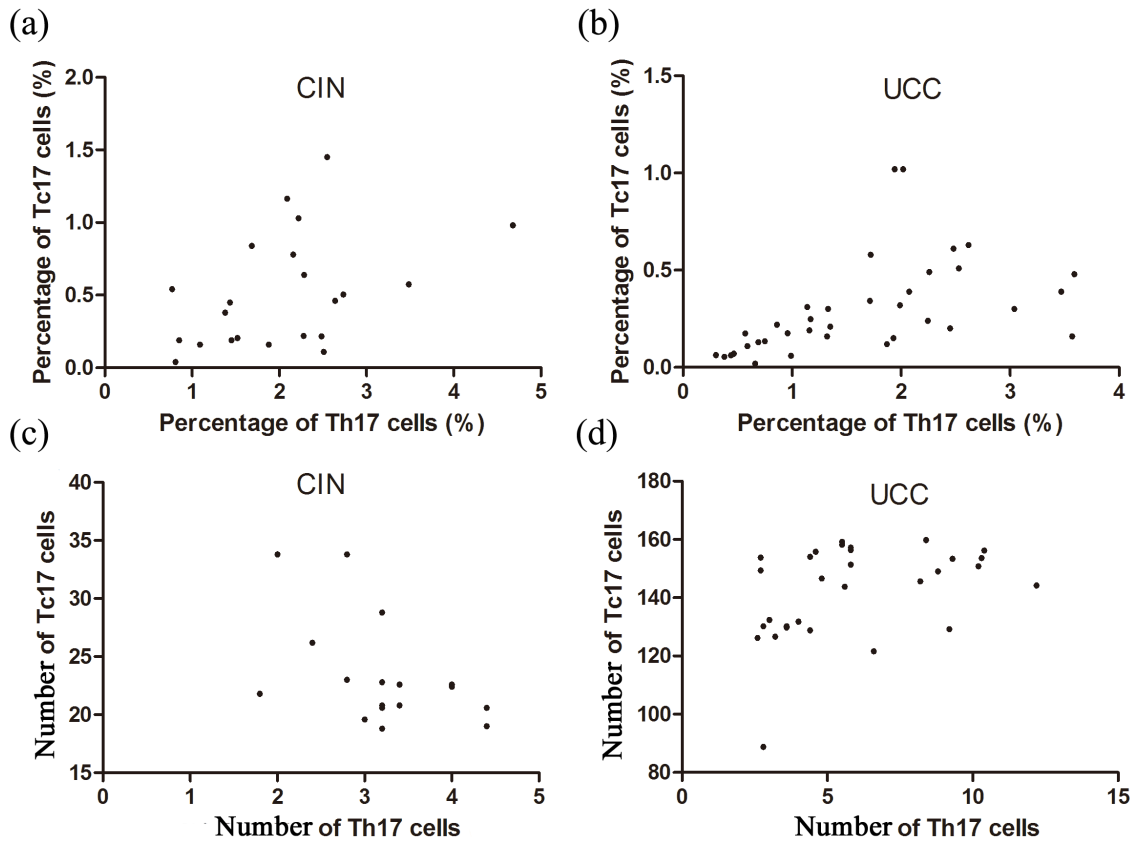 (a)
CIN
Percentage of Tc17 cells (%)
2.0
1.5
1.0
0.5
0.0
0 1 2 3 4 5
Percentage of Th17 cells (%)
(b)
UCC
Percentage of Tc17 cells (%)
1.5
1.0
0.5
0.0
0 1 2 3 4
Percentage of Th17 cells (%)
(c)
CIN
Number of Tc17 cells
40
35
30
25
20
15
0 1 2 3 4 5
Number of Th17 cells
(d)
UCC
Number of Tc17 cells
180
160
140
120
100
80
0 5 10 15
Number of Th17 cells